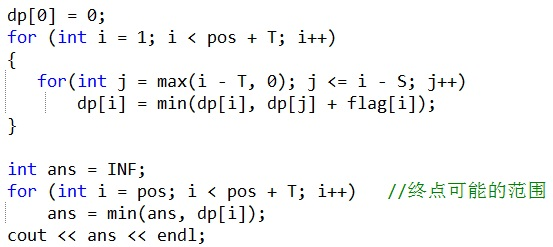 dp[0] = 0;
for (int i = 1; i < pos + T; i++)
{
for(int j = max(i - T, 0); j <= i - S; j++)
dp[i] = min(dp[i], dp[j] + flag[i]);
}
int ans = INF;
for (int i = pos; i < pos + T; i++) //终点可能的范围
ans = min(ans, dp[i]);
cout << ans << endl;